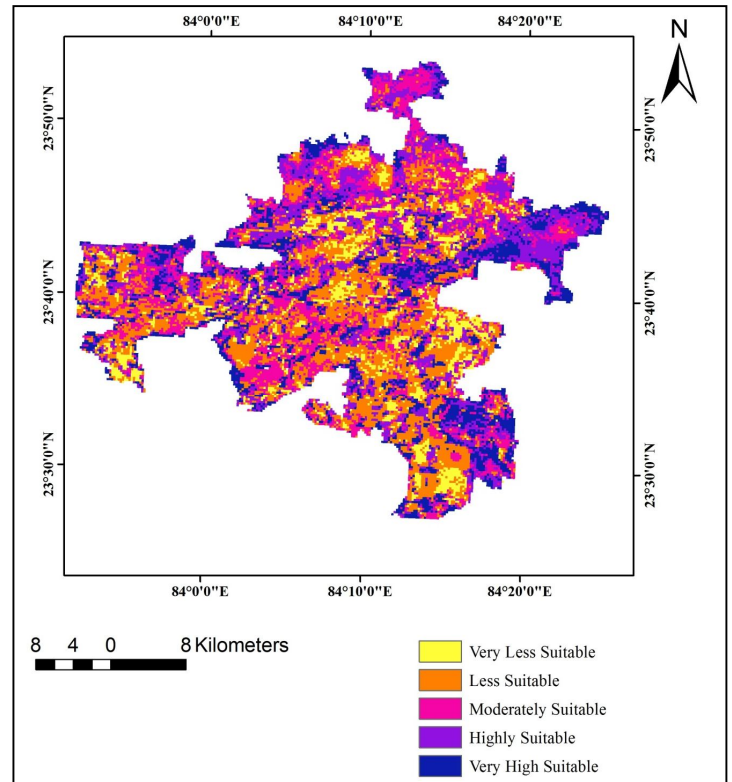 84°0'0"E 84°10'0"E 84°20'0"E
N
23°50'0"N 23°50'0"N
23°40'0"N 23°40'0"N
23°30'0"N 23°30'0"N
84°0'0"E 84°10'0"E 84°20'0"E
8 4 0 8 Kilometers
Very Less Suitable
Less Suitable
Moderately Suitable
Highly Suitable
Very High Suitable